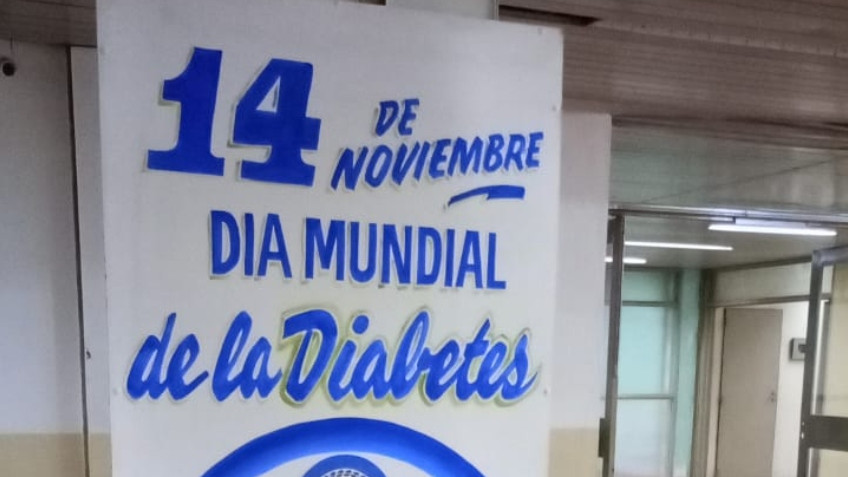 14 DE
NOVIEMBRE
DIA MUNDIAL
de la Diabetes